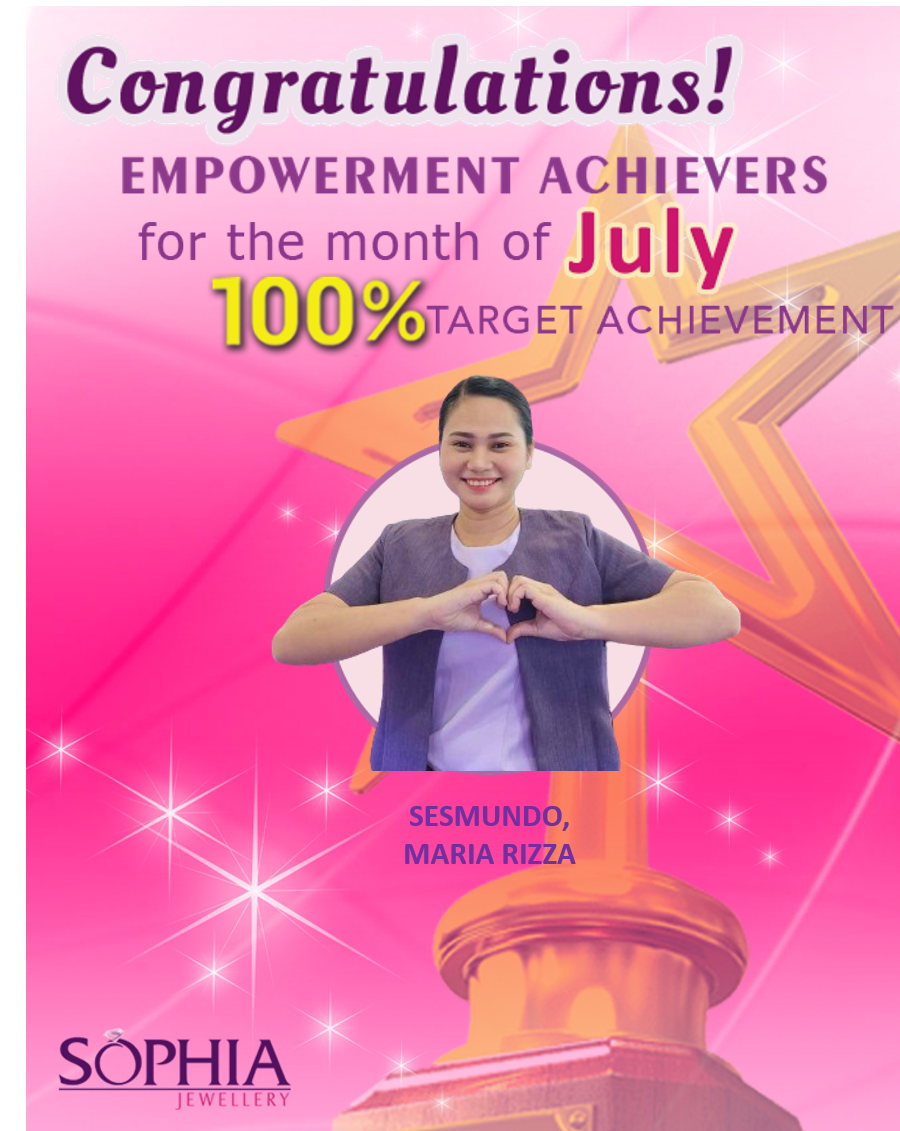 Congratulations!
EMPOWERMENT ACHIEVERS
for the month of July
100% TARGET ACHIEVEMENT
SESMUNDO,
MARIA RIZZA
SOPHIA
JEWELLERY